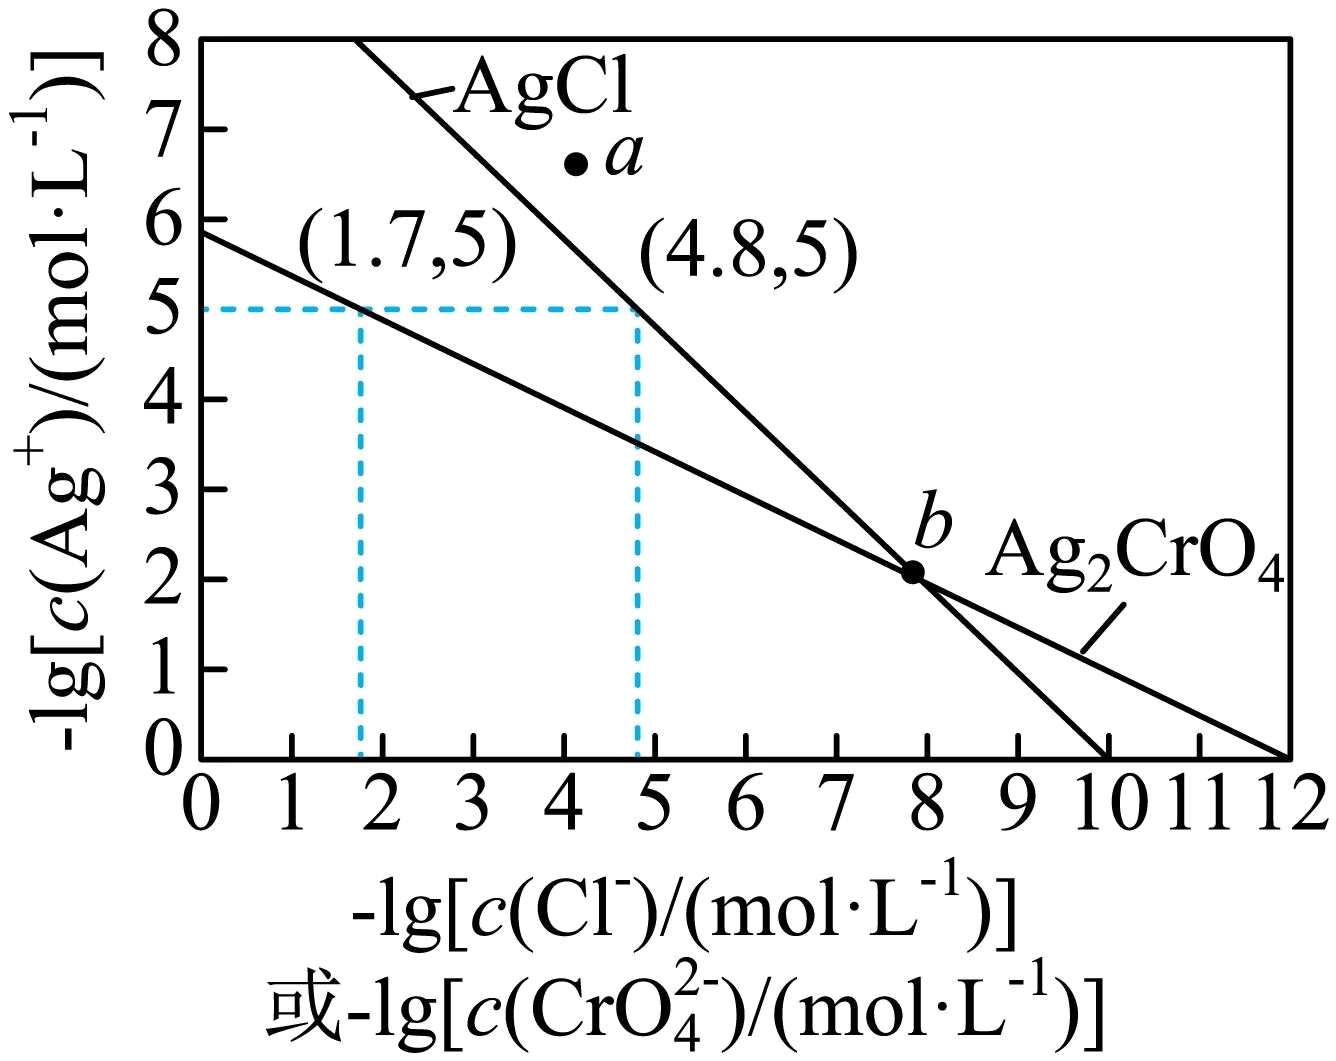 -lg[c(Ag⁺)/(mol·L⁻¹)]
8
7
6
5
4
3
2
1
0
AgCl
a
(1.7,5)
(4.8,5)
b
Ag₂CrO₄
0 1 2 3 4 5 6 7 8 9 10 11 12
-lg[c(Cl⁻)/(mol·L⁻¹)]
或-lg[c(CrO₄²⁻)/(mol·L⁻¹)]